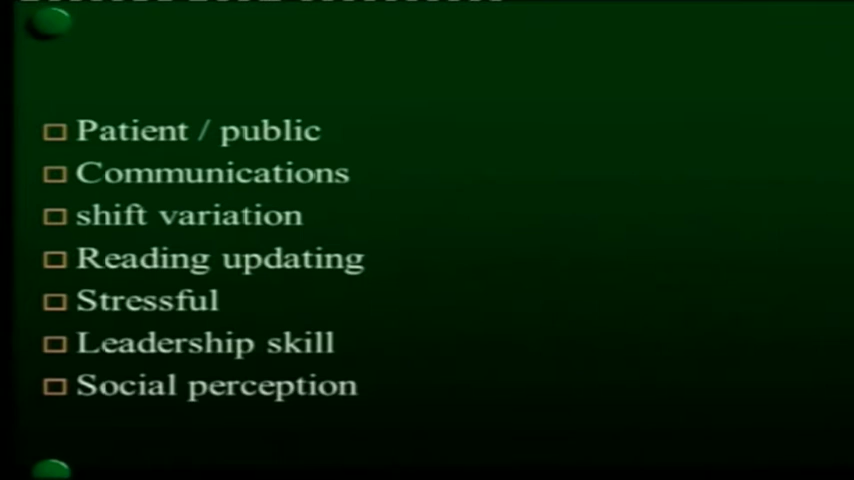 Patient / public
Communications
shift variation
Reading updating
Stressful
Leadership skill
Social perception